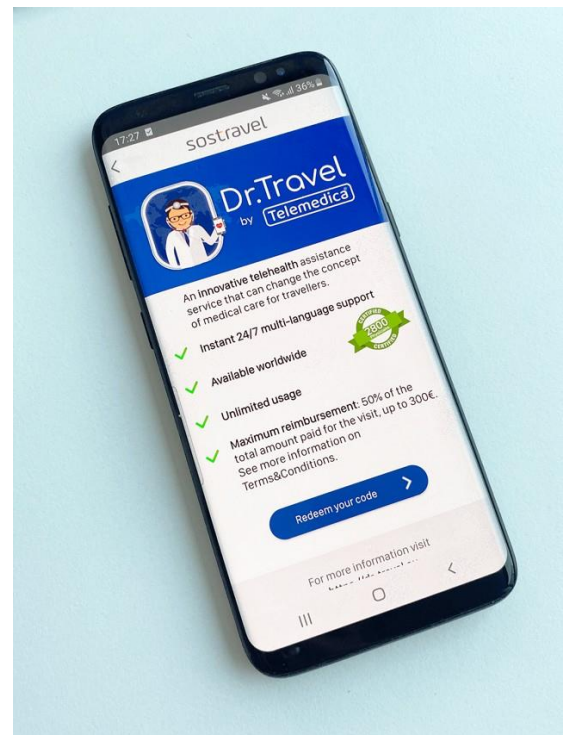 17:27
36%
sostravel
Dr.Travel
by Telemedica
An innovative telehealth assistance
service that can change the concept
of medical care for travellers.
Instant 24/7 multi-language support
CERTIFIED
2800
CERTIFIED
Available worldwide
Unlimited usage
Maximum reimbursement: 50% of the
total amount paid for the visit, up to 300€.
See more information on
Terms&Conditions.
Redeem your code
For more information visit